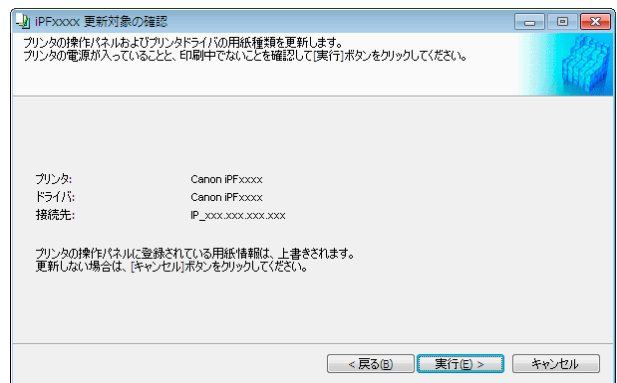 iPFxxxx 更新対象の確認
プリンタの操作パネルおよびプリンタドライバの用紙種類を更新します。
プリンタの電源が入っていることと、印刷中でないことを確認して[実行]ボタンをクリックしてください。
プリンタ: Canon iPFxxxx
ドライバ: Canon iPFxxxx
接続先: IP_xxx.xxx.xxx.xxx
プリンタの操作パネルに登録されている用紙情報は、上書きされます。
更新しない場合は、[キャンセル]ボタンをクリックしてください。
< 戻る(B) 実行(E) > キャンセル